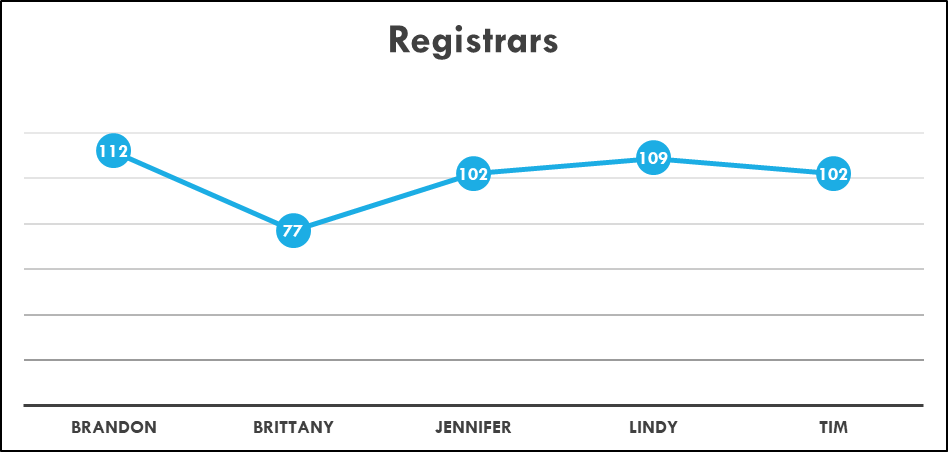 Registrars
112
77
102
109
102
BRANDON
BRITTANY
JENNIFER
LINDY
TIM